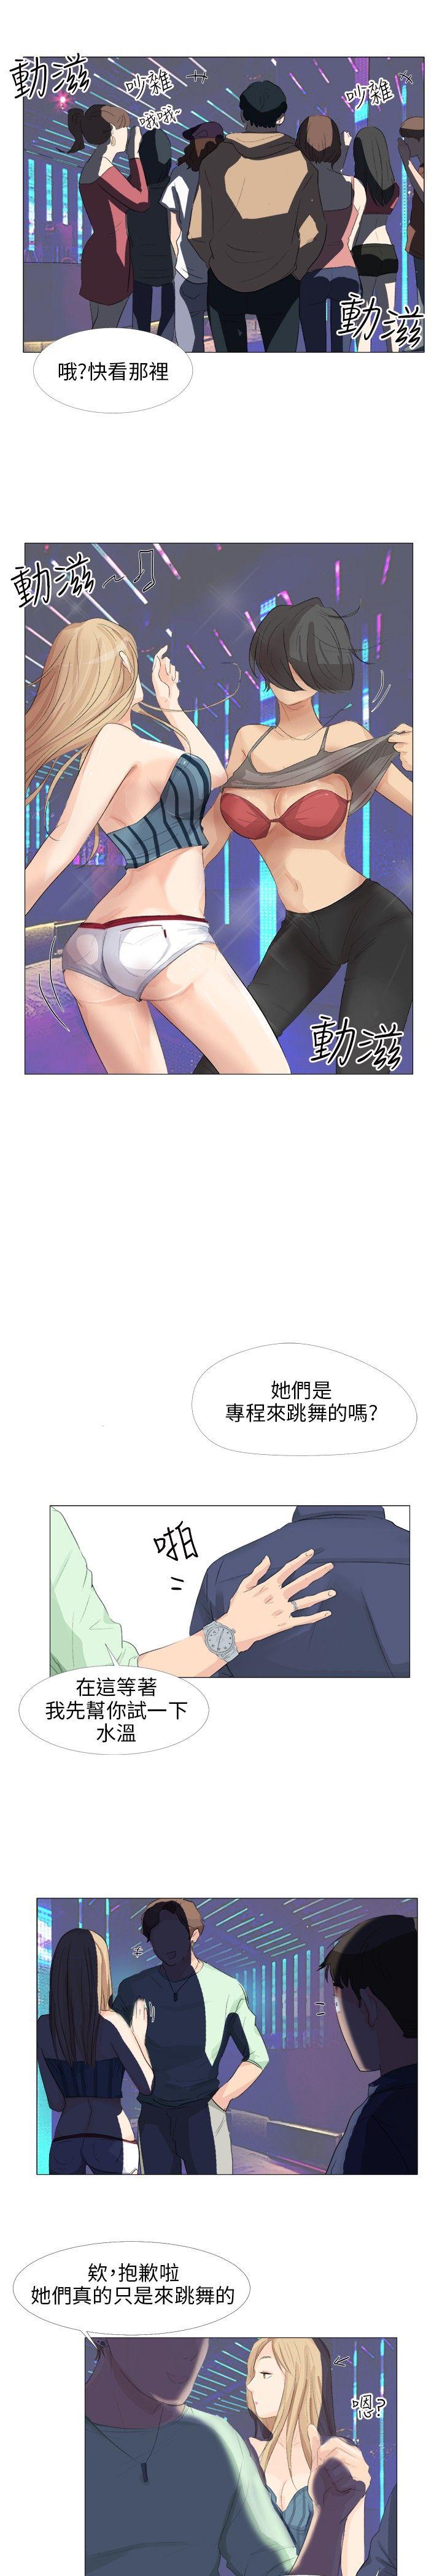 動滋
吵雜
哦哦~
吵雜
動滋
哦?快看那裡
動滋~♫
動滋
她們是
專程來跳舞的嗎?
啪
在這等著
我先幫你試一下
水溫
欸,抱歉啦
她們真的只是來跳舞的
嗯?